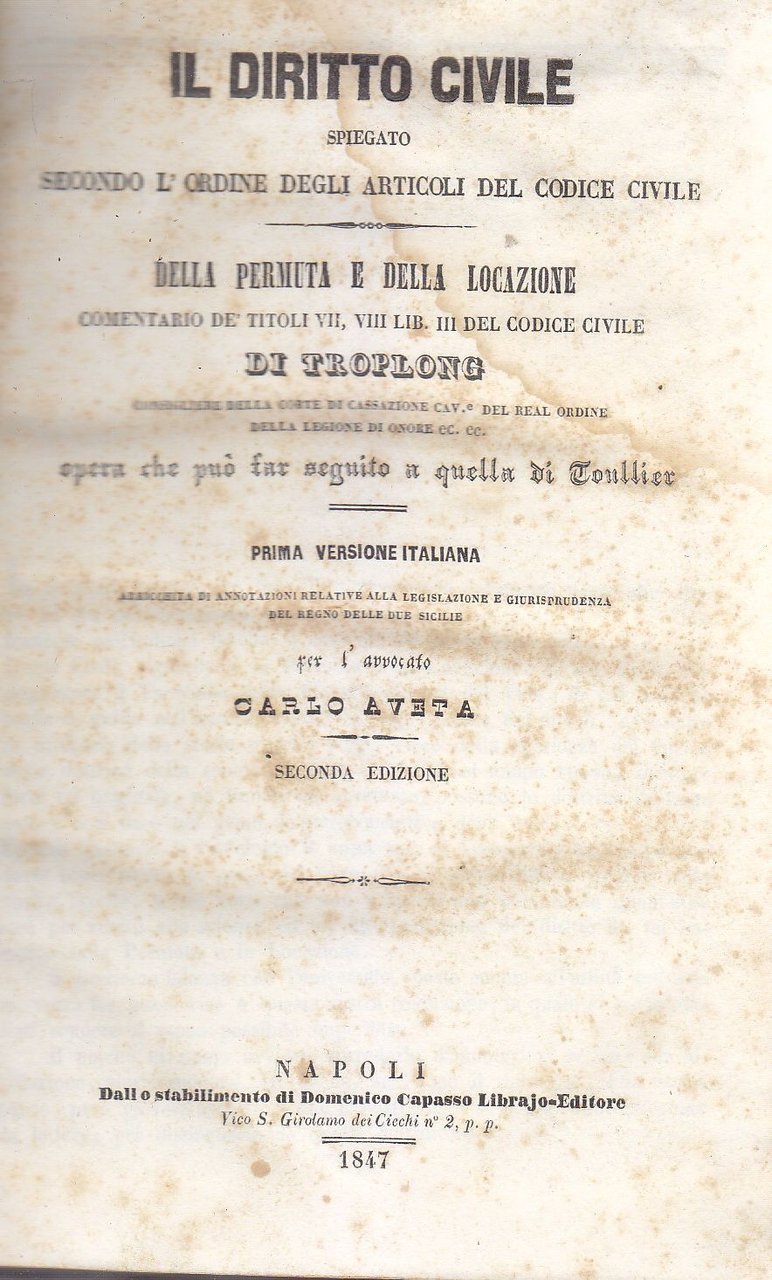 IL DIRITTO CIVILE
SPIEGATO
SECONDO L' ORDINE DEGLI ARTICOLI DEL CODICE CIVILE
DELLA PERMUTA E DELLA LOCAZIONE
COMENTARIO DE' TITOLI VII, VIII LIB. III DEL CODICE CIVILE
DI TROPLONG
CONSIGLIERE DELLA CORTE DI CASSAZIONE CAV.e DEL REAL ORDINE
DELLA LEGIONE DI ONORE ec. ec.
opera che può far seguito a quella di Toullier
PRIMA VERSIONE ITALIANA
ARRICCHITA DI ANNOTAZIONI RELATIVE ALLA LEGISLAZIONE E GIURISPRUDENZA
DEL REGNO DELLE DUE SICILIE
per l' avvocato
CARLO AVETA
SECONDA EDIZIONE
NAPOLI
Dallo stabilimento di Domenico Capasso Librajo-Editore
Vico S. Girolamo dei Ciechi n° 2, p. p.
1847